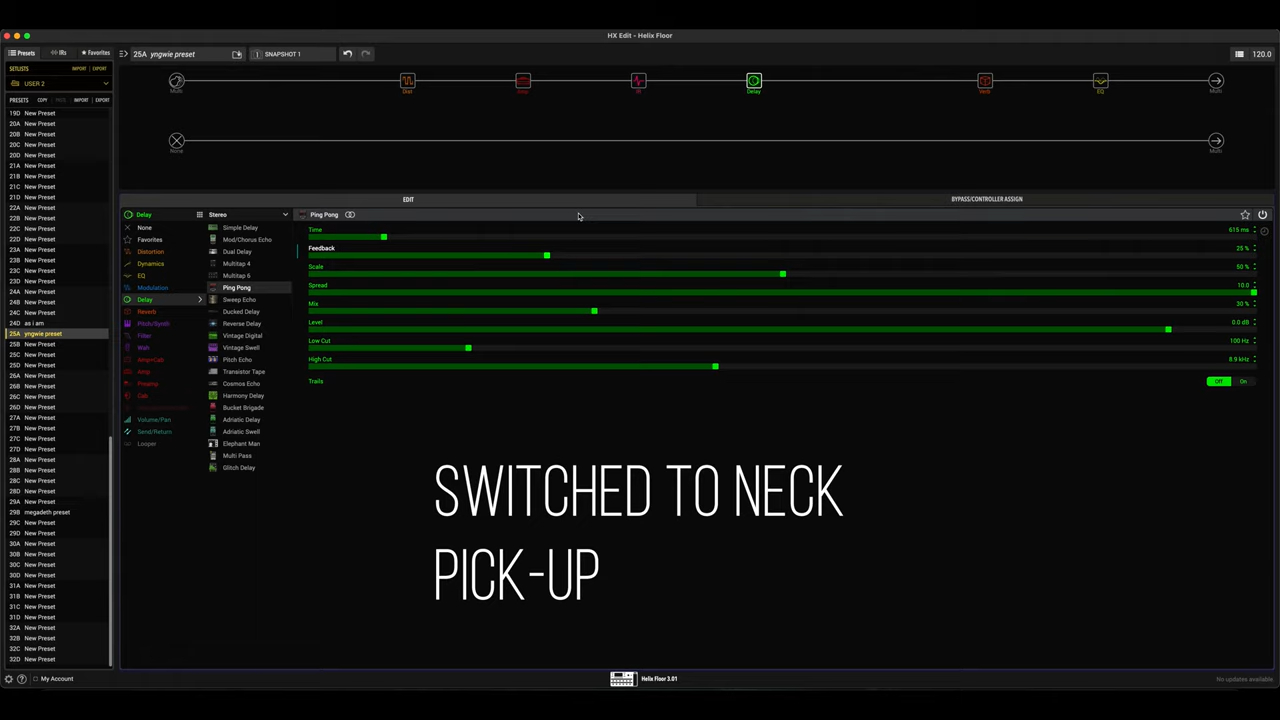 HX Edit - Helix Floor
Presets
IRs
Favorites
25A yngwie preset
1 SNAPSHOT 1
120.0
SETLISTS
IMPORT | EXPORT
USER 2
PRESETS
COPY
IMPORT | EXPORT
19D New Preset
20A New Preset
20B New Preset
20C New Preset
20D New Preset
21A New Preset
21B New Preset
21C New Preset
21D New Preset
22A New Preset
22B New Preset
22C New Preset
22D New Preset
23A New Preset
23B New Preset
23C New Preset
23D New Preset
24A New Preset
24B New Preset
24C New Preset
24D as i am
25A yngwie preset
25B New Preset
25C New Preset
25D New Preset
26A New Preset
26B New Preset
26C New Preset
26D New Preset
27A New Preset
27B New Preset
27C New Preset
27D New Preset
28A New Preset
28B New Preset
28C New Preset
28D New Preset
29A New Preset
29B megadeth preset
29C New Preset
29D New Preset
30A New Preset
30B New Preset
30C New Preset
30D New Preset
31A New Preset
31B New Preset
31C New Preset
31D New Preset
32A New Preset
32B New Preset
32C New Preset
32D New Preset
Multi
Dist
Amp
IR
Delay
Verb
EQ
Multi
None
Multi
EDIT
BYPASS/CONTROLLER ASSIGN
Delay
Stereo
Ping Pong
None
Favorites
Distortion
Dynamics
EQ
Modulation
Delay
Reverb
Pitch/Synth
Filter
Wah
Amp+Cab
Amp
Preamp
Cab
Volume/Pan
Send/Return
Looper
Simple Delay
Mod/Chorus Echo
Dual Delay
Multitap 4
Multitap 6
Ping Pong
Sweep Echo
Ducked Delay
Reverse Delay
Vintage Digital
Vintage Swell
Pitch Echo
Transistor Tape
Cosmos Echo
Harmony Delay
Bucket Brigade
Adriatic Delay
Adriatic Swell
Elephant Man
Multi Pass
Glitch Delay
Time 615 ms
Feedback 25 %
Scale 50 %
Spread 10.0
Mix 30 %
Level 0.0 dB
Low Cut 100 Hz
High Cut 8.9 kHz
Trails Off On
SWITCHED TO NECK
PICK-UP
My Account
Helix Floor 3.01
No updates available.